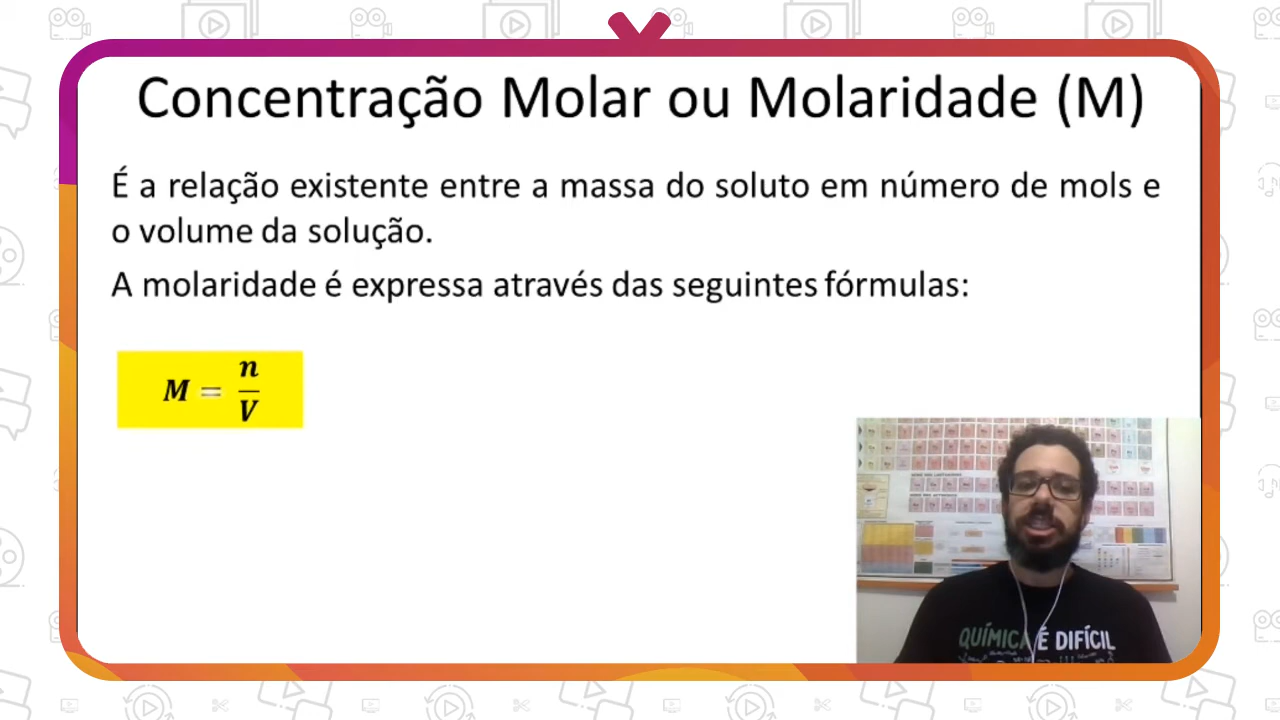 Concentração Molar ou Molaridade (M)
É a relação existente entre a massa do soluto em número de mols e
o volume da solução.
A molaridade é expressa através das seguintes fórmulas:
M = n/V
QUÍMICA É DIFÍCIL